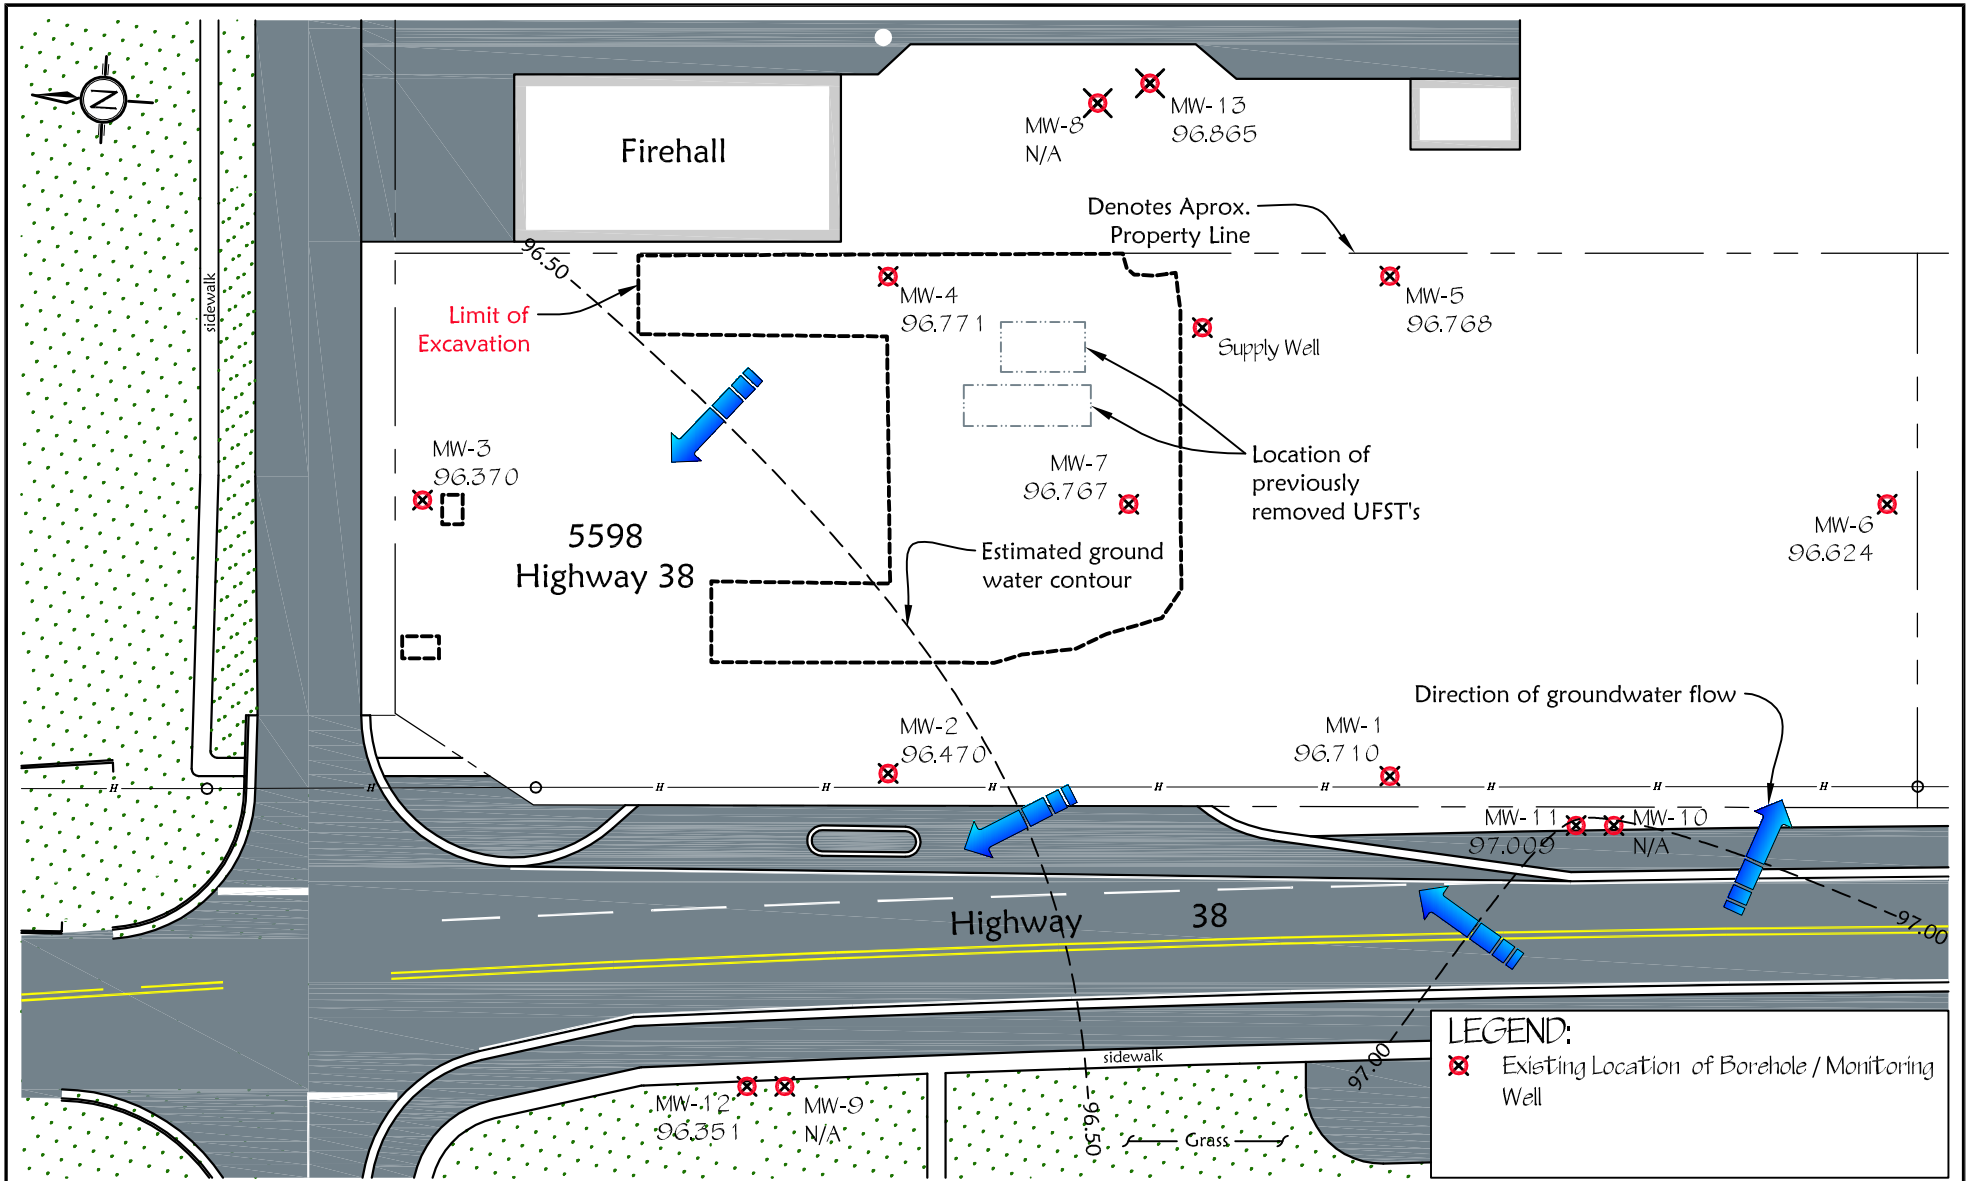 N
Firehall
MW-8
N/A
MW-13
96.865
Denotes Aprox.
Property Line
sidewalk
96.50
Limit of
Excavation
MW-4
96.771
MW-5
96.768
Supply Well
MW-3
96.370
MW-7
96.767
Location of
previously
removed UFST's
5598
Highway 38
Estimated ground
water contour
MW-6
96.624
Direction of groundwater flow
MW-2
96.470
MW-1
96.710
H H H H H H H H H
MW-11
97.009
MW-10
N/A
Highway 38
97.00
97.00
sidewalk
MW-12
96.351
MW-9
N/A
96.50
Grass
LEGEND:
Existing Location of Borehole / Monitoring
Well